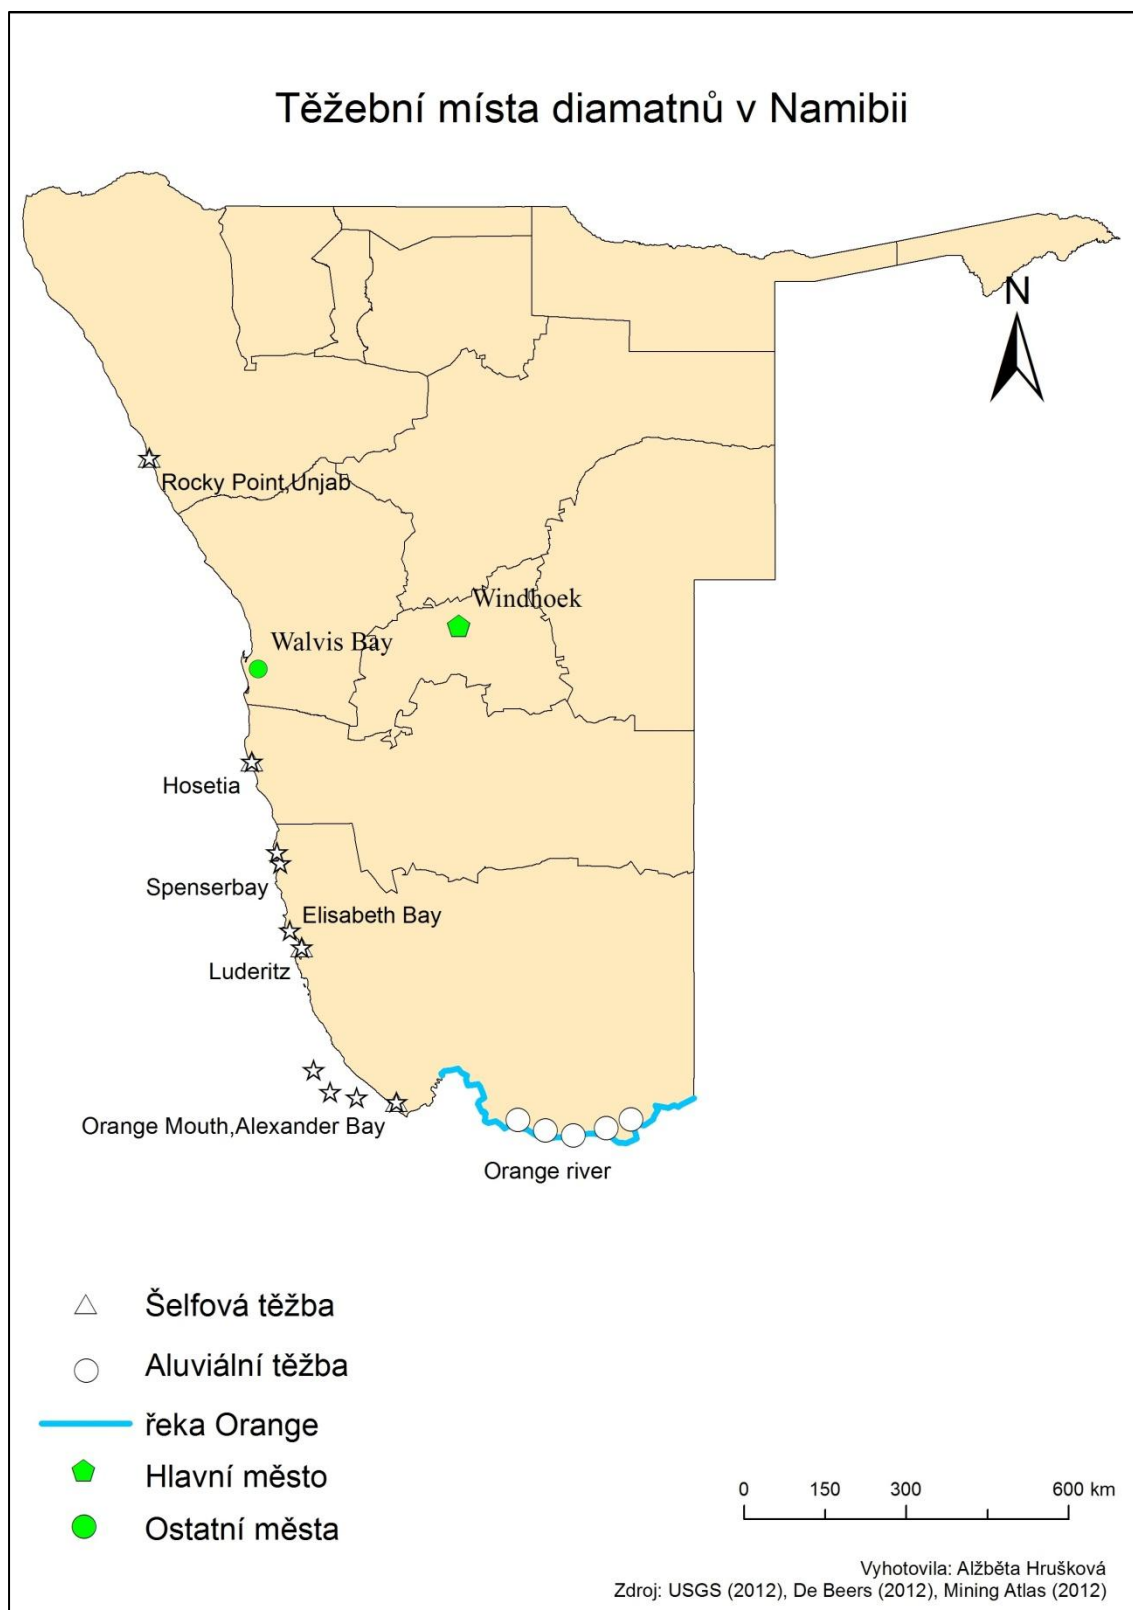 Těžební místa diamatnů v Namibii
N
Rocky Point,Unjab
Windhoek
Walvis Bay
Hosetia
Spenserbay
Elisabeth Bay
Luderitz
Orange Mouth,Alexander Bay
Orange river
Šelfová těžba
Aluviální těžba
řeka Orange
Hlavní město
Ostatní města
0 150 300 600 km
Vyhotovila: Alžběta Hrušková
Zdroj: USGS (2012), De Beers (2012), Mining Atlas (2012)